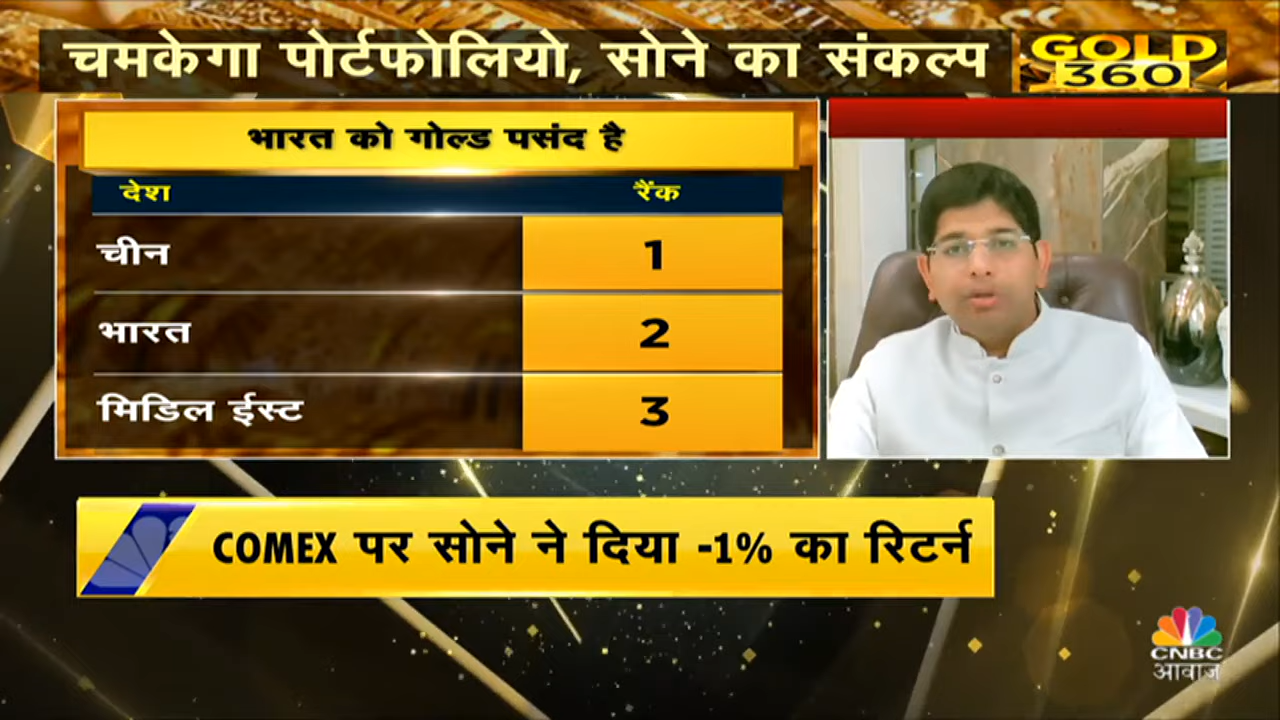 चमकेगा पोर्टफोलियो, सोने का संकल्प
GOLD
360
भारत को गोल्ड पसंद है
देश रैंक
चीन 1
भारत 2
मिडिल ईस्ट 3
COMEX पर सोने ने दिया -1% का रिटर्न
CNBC
आवाज़